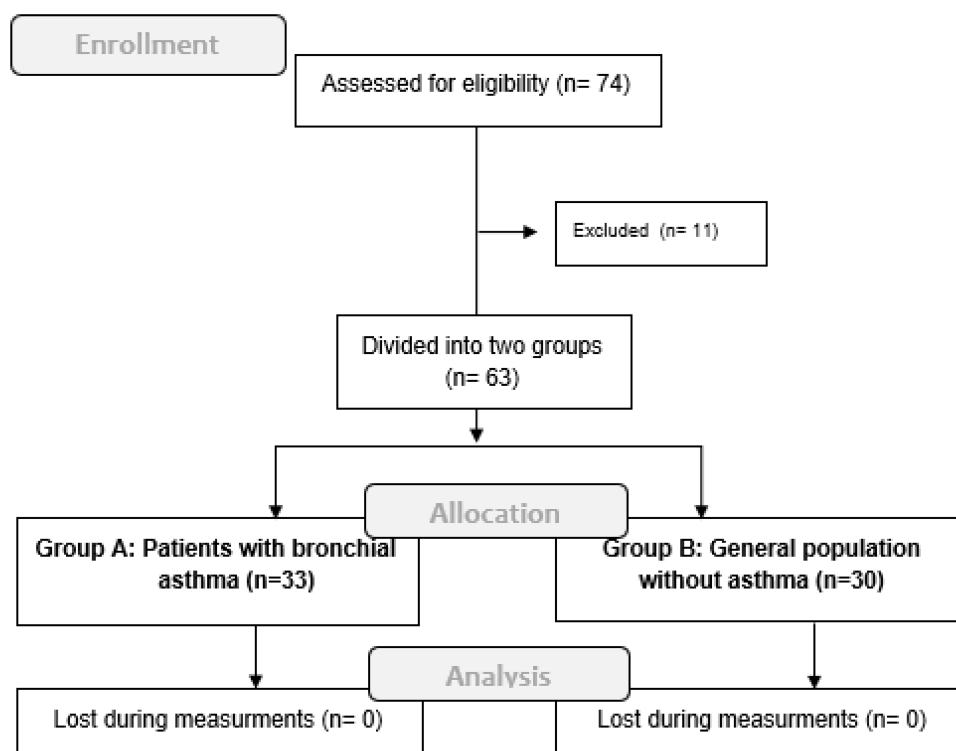 Enrollment
Assessed for eligibility (n= 74)
Excluded (n= 11)
Divided into two groups
(n= 63)
Allocation
Group A: Patients with bronchial
asthma (n=33)
Group B: General population
without asthma (n=30)
Analysis
Lost during measurments (n= 0)
Lost during measurments (n= 0)